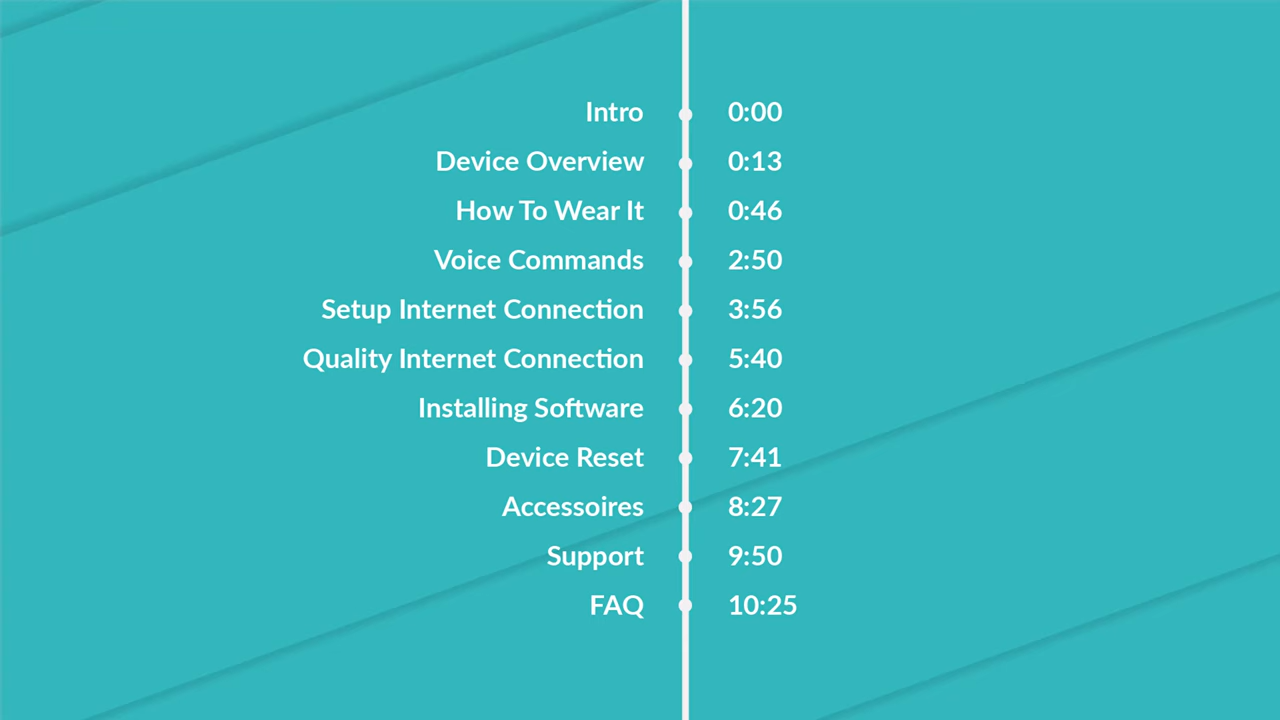 Intro 0:00
Device Overview 0:13
How To Wear It 0:46
Voice Commands 2:50
Setup Internet Connection 3:56
Quality Internet Connection 5:40
Installing Software 6:20
Device Reset 7:41
Accessoires 8:27
Support 9:50
FAQ 10:25